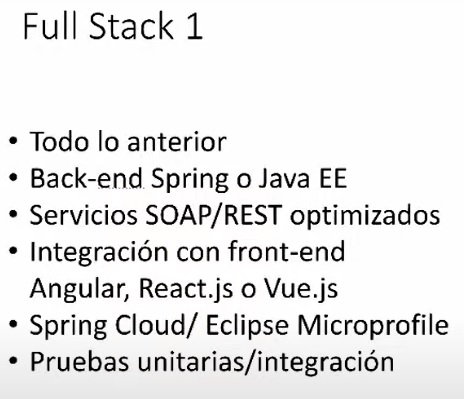 Full Stack 1
• Todo lo anterior
• Back-end Spring o Java EE
• Servicios SOAP/REST optimizados
• Integración con front-end
Angular, React.js o Vue.js
• Spring Cloud/ Eclipse Microprofile
• Pruebas unitarias/integración